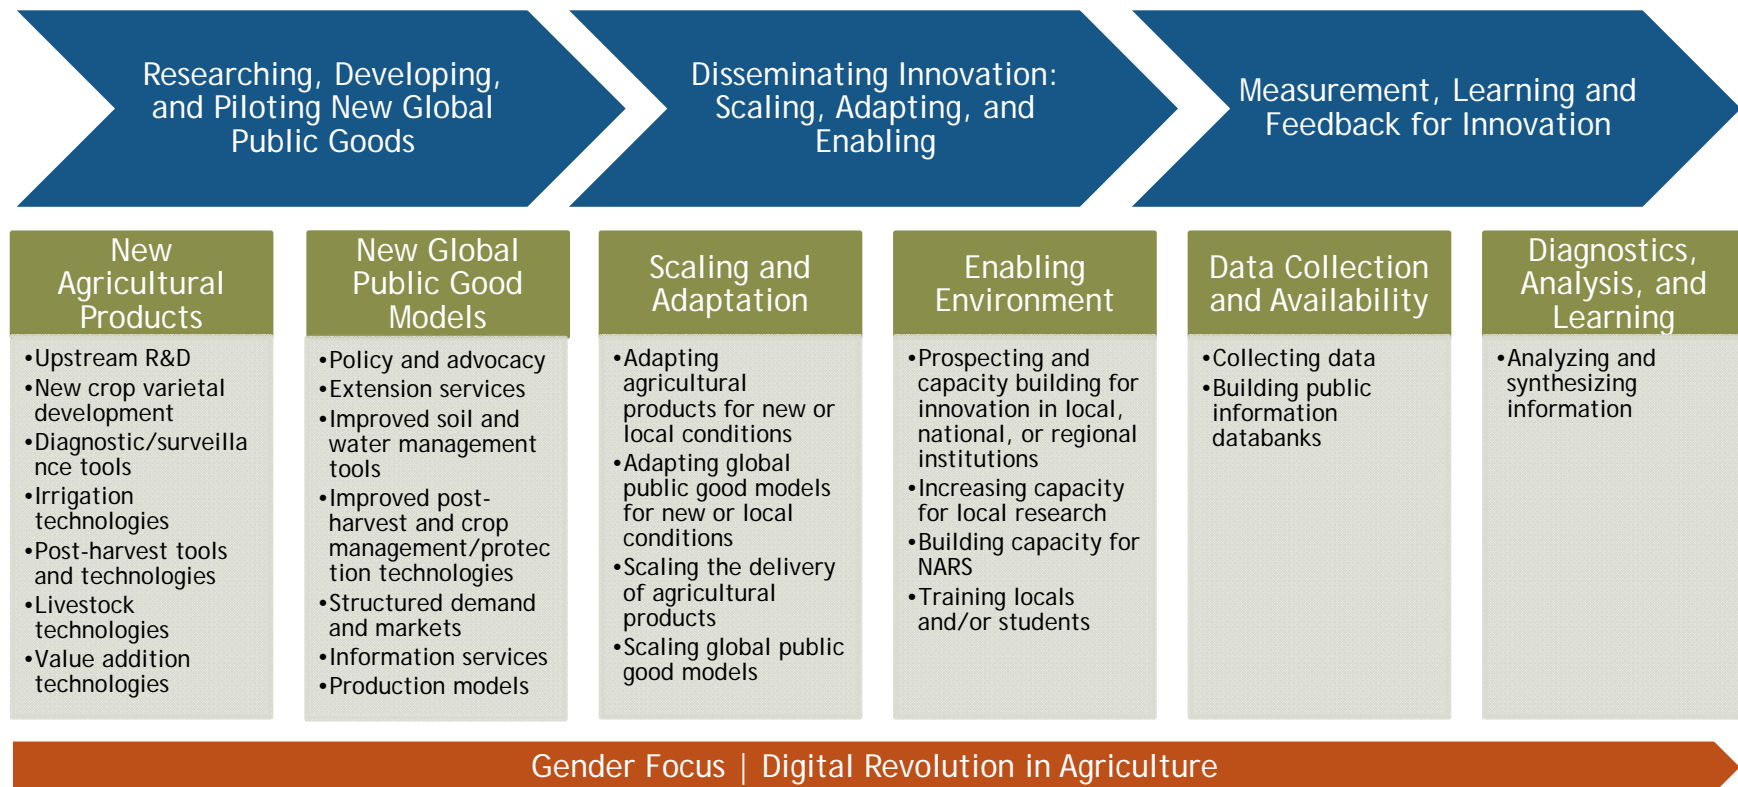 Researching, Developing,
and Piloting New Global
Public Goods
Disseminating Innovation:
Scaling, Adapting, and
Enabling
Measurement, Learning and
Feedback for Innovation
New
Agricultural
Products
•Upstream R&D
•New crop varietal
development
•Diagnostic/surveilla
nce tools
•Irrigation
technologies
•Post-harvest tools
and technologies
•Livestock
technologies
•Value addition
technologies
New Global
Public Good
Models
•Policy and advocacy
•Extension services
•Improved soil and
water management
tools
•Improved post-
harvest and crop
management/protec
tion technologies
•Structured demand
and markets
•Information services
•Production models
Scaling and
Adaptation
•Adapting
agricultural
products for new or
local conditions
•Adapting global
public good models
for new or local
conditions
•Scaling the delivery
of agricultural
products
•Scaling global public
good models
Enabling
Environment
•Prospecting and
capacity building for
innovation in local,
national, or regional
institutions
•Increasing capacity
for local research
•Building capacity for
NARS
•Training locals
and/or students
Data Collection
and Availability
•Collecting data
•Building public
information
databanks
Diagnostics,
Analysis, and
Learning
•Analyzing and
synthesizing
information
Gender Focus | Digital Revolution in Agriculture